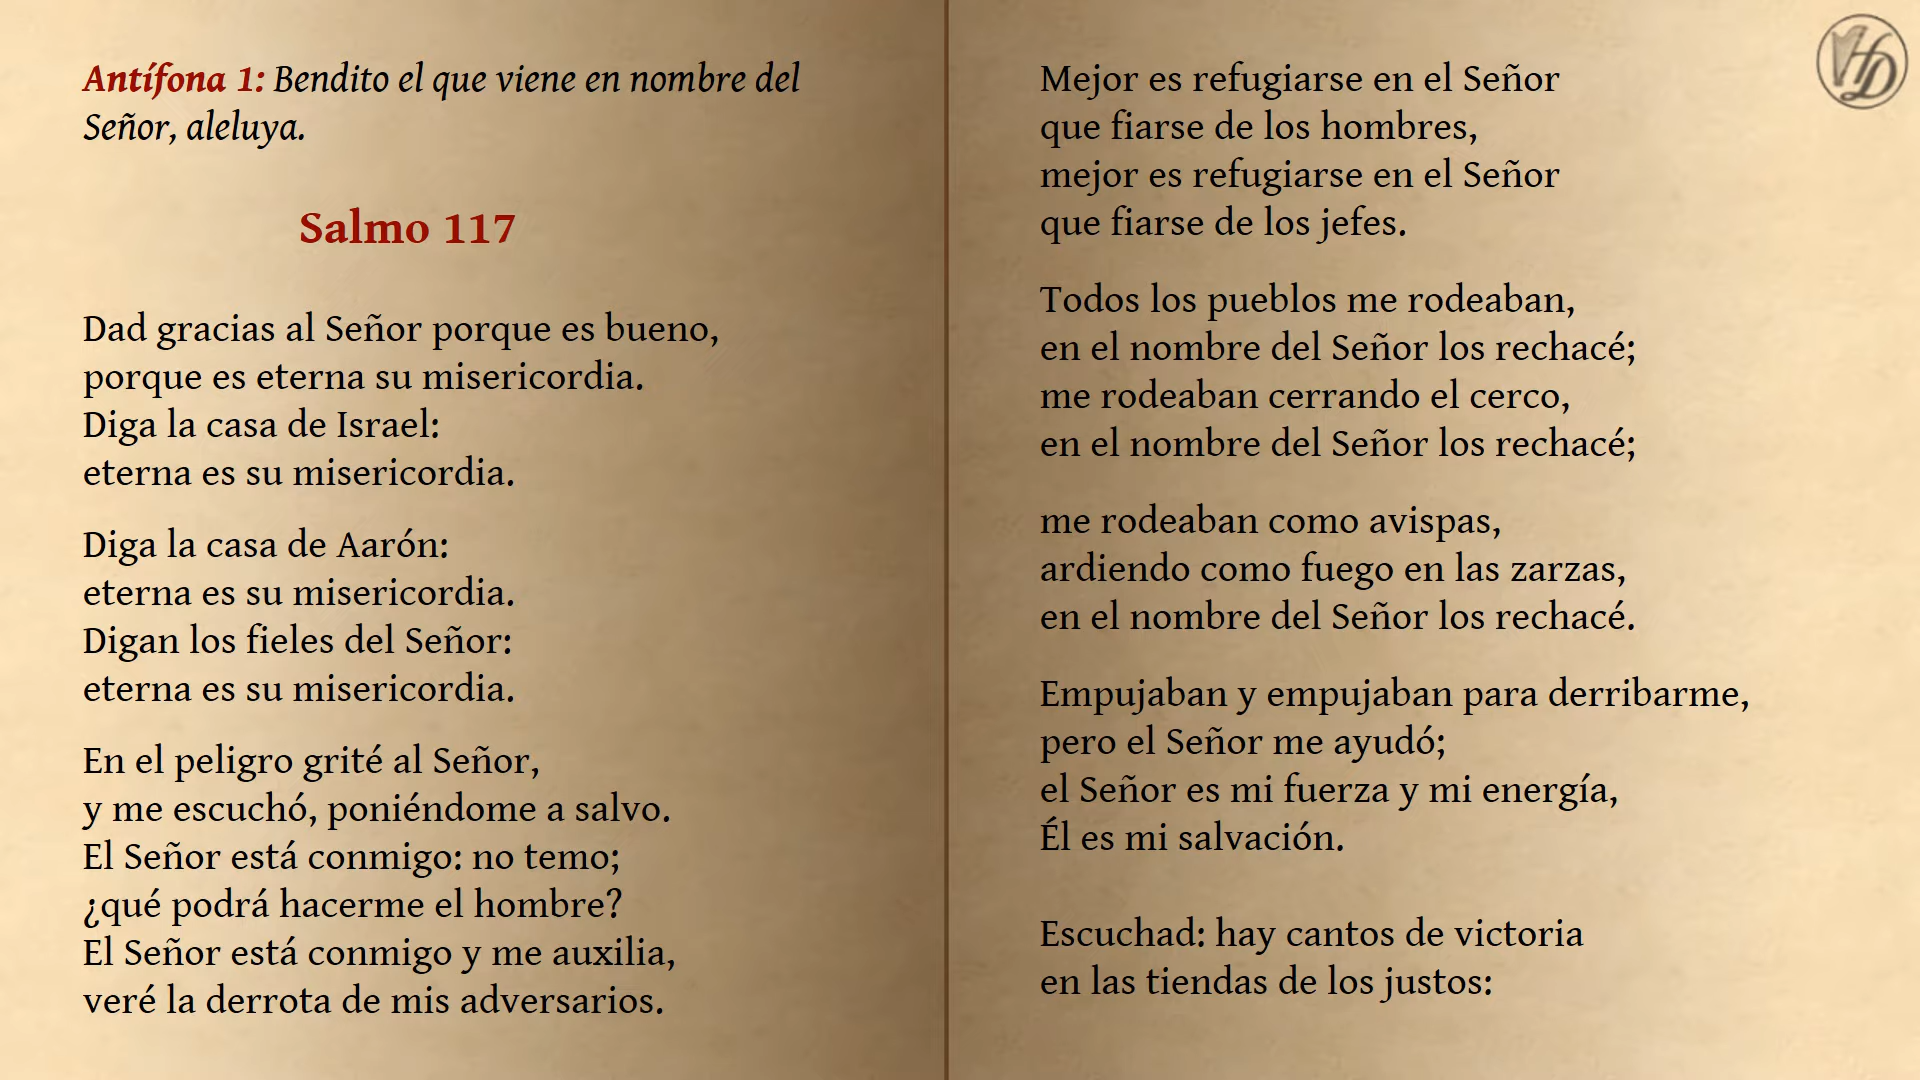 Antífona 1: Bendito el que viene en nombre del
Señor, aleluya.
Salmo 117
Dad gracias al Señor porque es bueno,
porque es eterna su misericordia.
Diga la casa de Israel:
eterna es su misericordia.
Diga la casa de Aarón:
eterna es su misericordia.
Digan los fieles del Señor:
eterna es su misericordia.
En el peligro grité al Señor,
y me escuchó, poniéndome a salvo.
El Señor está conmigo: no temo;
¿qué podrá hacerme el hombre?
El Señor está conmigo y me auxilia,
veré la derrota de mis adversarios.
Mejor es refugiarse en el Señor
que fiarse de los hombres,
mejor es refugiarse en el Señor
que fiarse de los jefes.
Todos los pueblos me rodeaban,
en el nombre del Señor los rechacé;
me rodeaban cerrando el cerco,
en el nombre del Señor los rechacé;
me rodeaban como avispas,
ardiendo como fuego en las zarzas,
en el nombre del Señor los rechacé.
Empujaban y empujaban para derribarme,
pero el Señor me ayudó;
el Señor es mi fuerza y mi energía,
Él es mi salvación.
Escuchad: hay cantos de victoria
en las tiendas de los justos:
HD